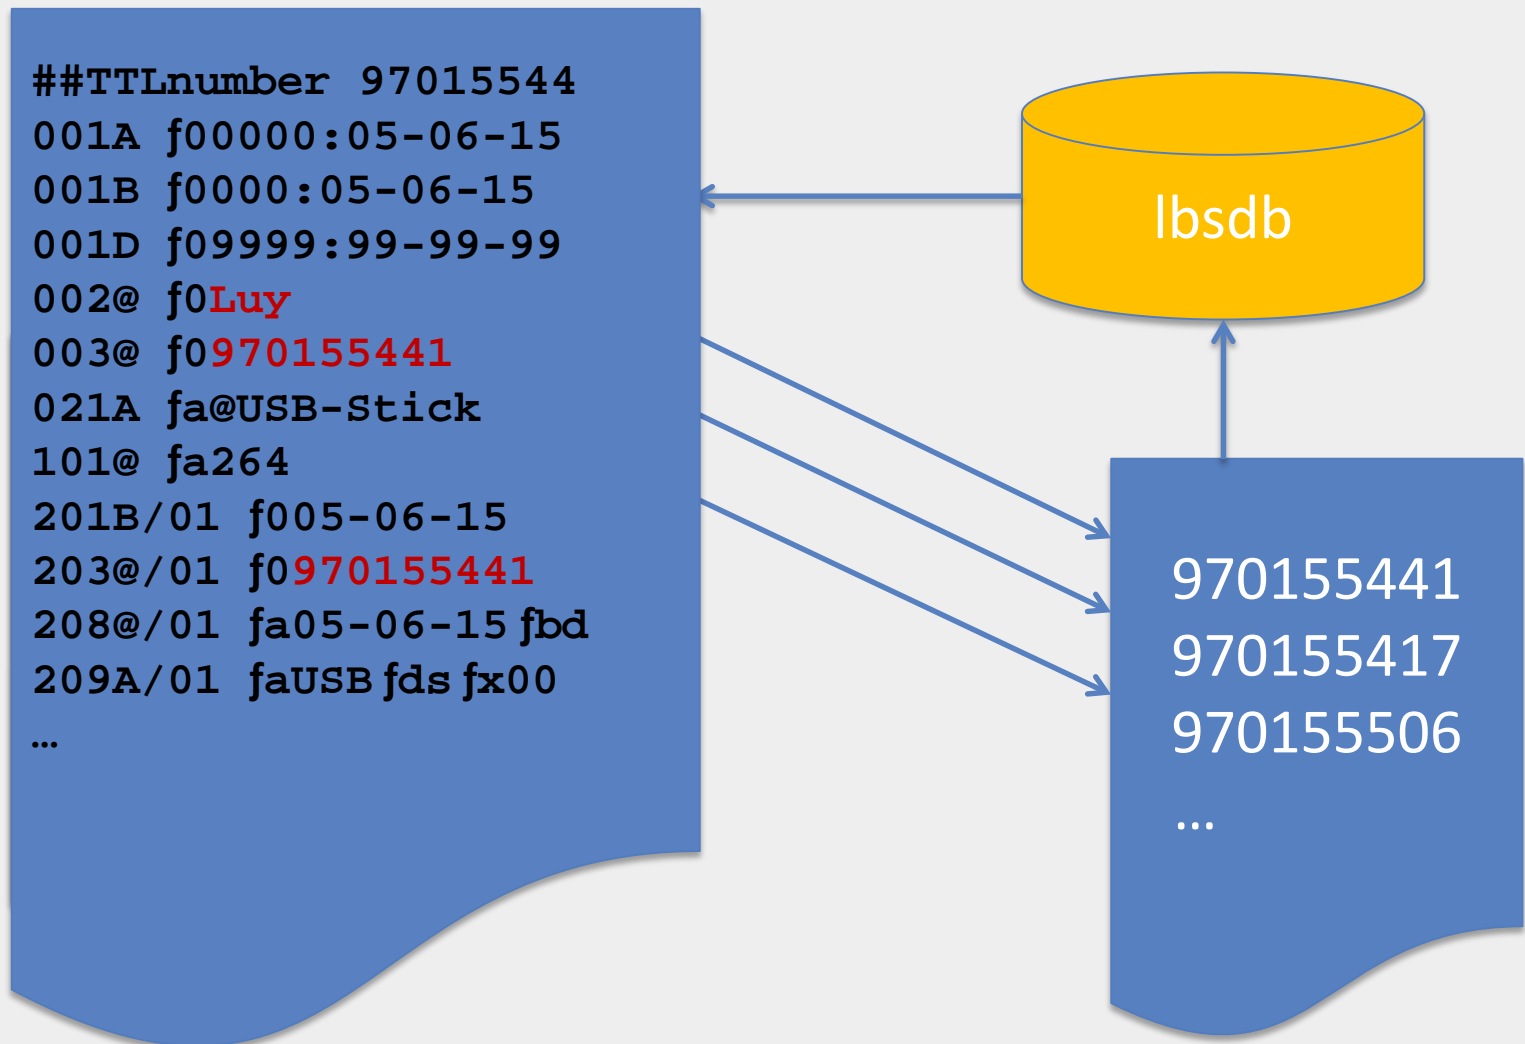 ##TTLnumber 97015544
001A ƒ00000:05-06-15
001B ƒ0000:05-06-15
001D ƒ09999:99-99-99
002@ ƒ0Luy
003@ ƒ0970155441
021A ƒa@USB-Stick
101@ ƒa264
201B/01 ƒ005-06-15
203@/01 ƒ0970155441
208@/01 ƒa05-06-15 ƒbd
209A/01 ƒaUSB ƒds ƒx00
…
lbsdb
970155441
970155417
970155506
…